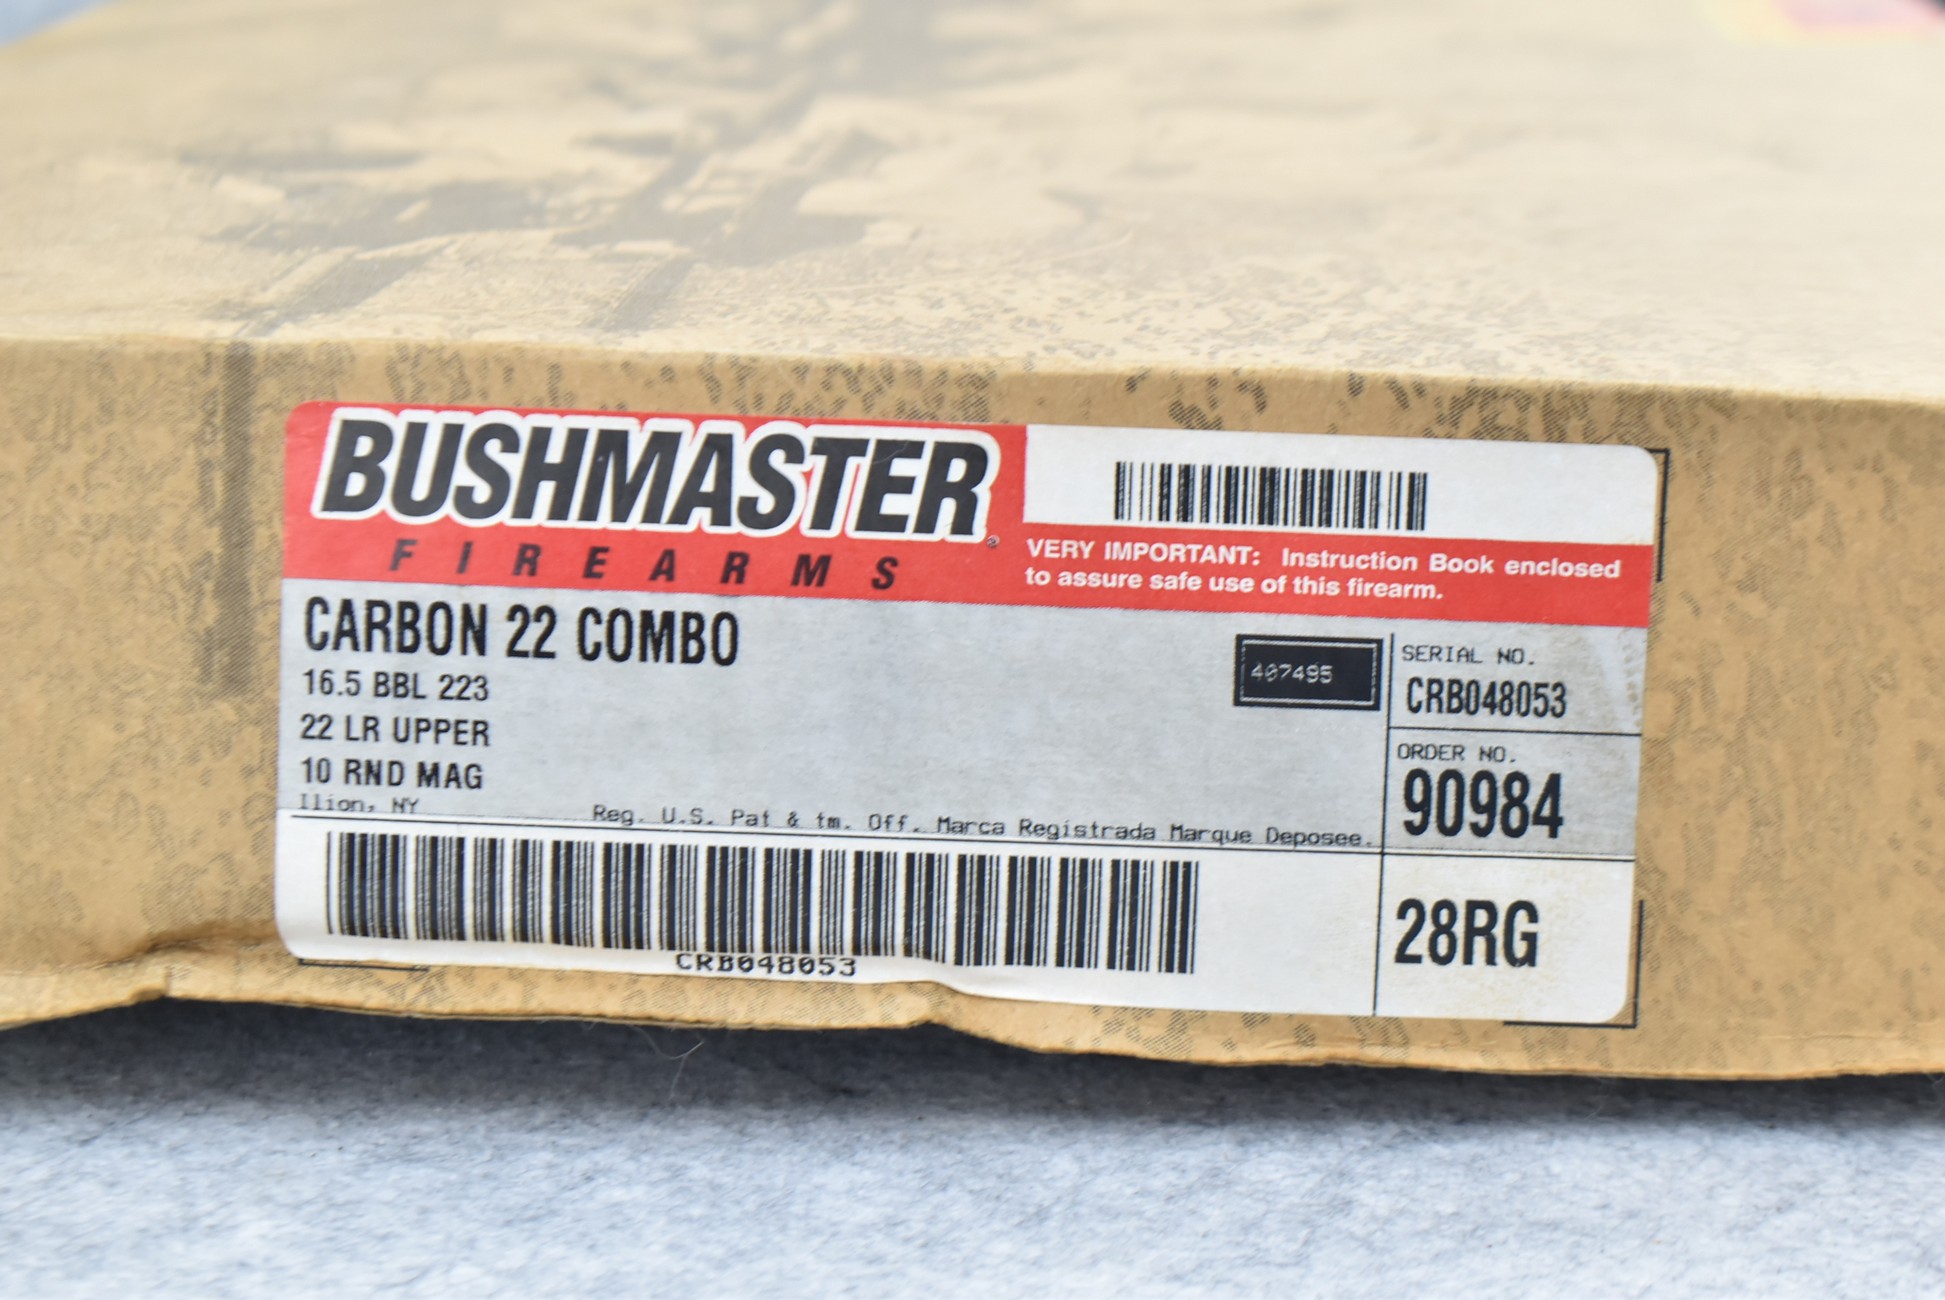 BUSHMASTER®
FIREARMS
VERY IMPORTANT: Instruction Book enclosed
to assure safe use of this firearm.
CARBON 22 COMBO
16.5 BBL 223
22 LR UPPER
10 RND MAG
Ilion, NY
Reg. U.S. Pat & tm. Off. Marca Registrada Marque Deposee.
407495
SERIAL NO.
CRB048053
ORDER NO.
90984
CRB048053
28RG